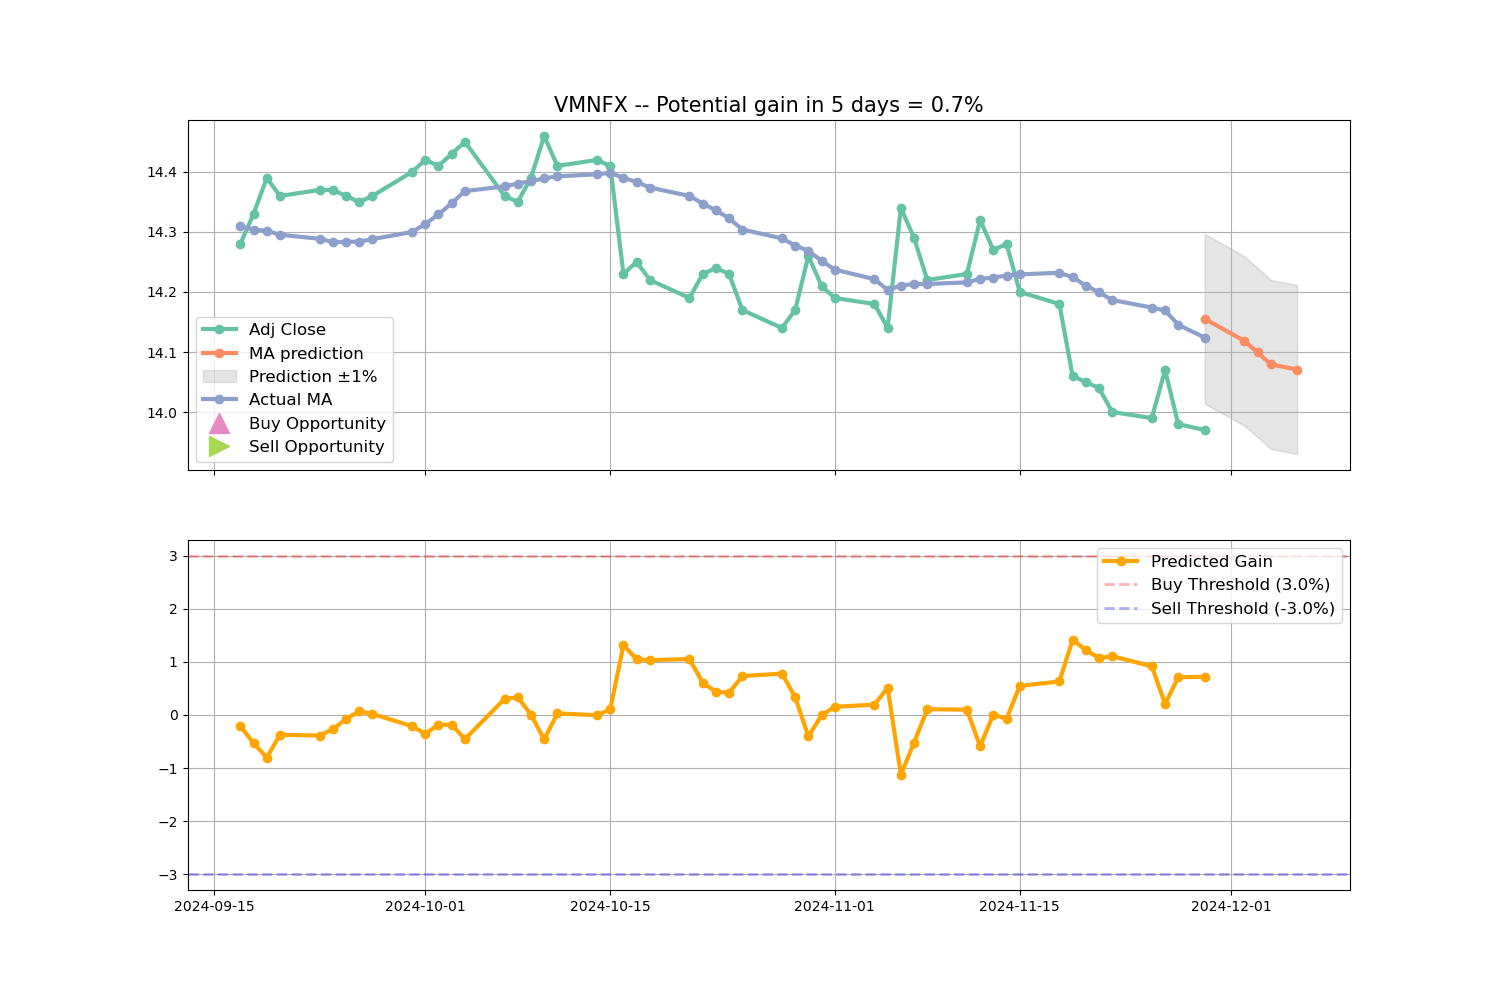 VMNFX -- Potential gain in 5 days = 0.7%
14.4
14.3
14.2
14.1
14.0
Adj Close
MA prediction
Prediction ±1%
Actual MA
Buy Opportunity
Sell Opportunity
3
2
1
0
−1
−2
−3
Predicted Gain
Buy Threshold (3.0%)
Sell Threshold (-3.0%)
2024-09-15
2024-10-01
2024-10-15
2024-11-01
2024-11-15
2024-12-01